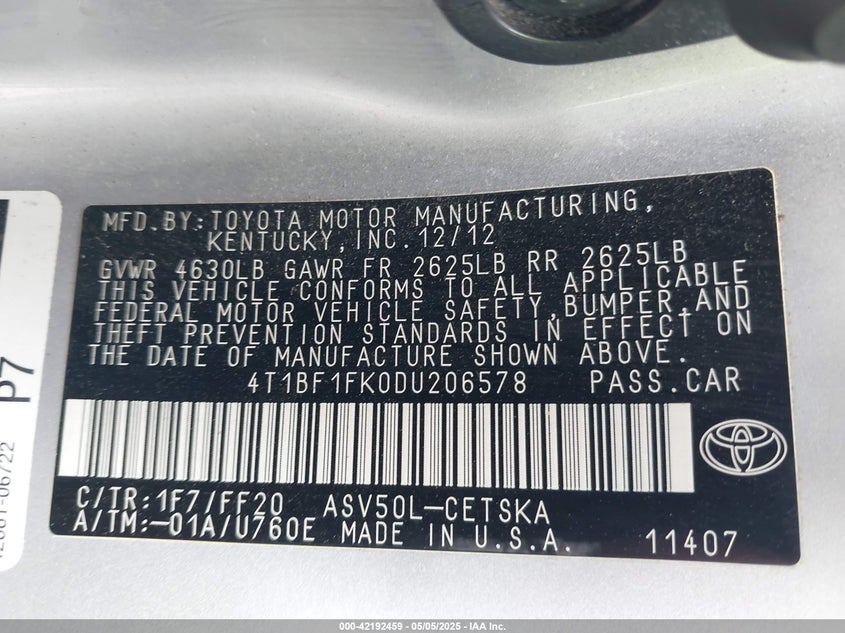 MFD.BY: TOYOTA MOTOR MANUFACTURING,
KENTUCKY, INC. 12/12
GVWR 4630LB GAWR FR 2625LB RR 2625LB
THIS VEHICLE CONFORMS TO ALL APPLICABLE
FEDERAL MOTOR VEHICLE SAFETY, BUMPER, AND
THEFT PREVENTION STANDARDS IN EFFECT ON
THE DATE OF MANUFACTURE SHOWN ABOVE.
4T1BF1FK0DU206578 PASS.CAR
C/TR: 1F7/FF20 ASV50L-CETSKA
A/TM:-01A/U760E MADE IN U.S.A. 11407
P7
000-42192459 - 05/05/2025 - IAA Inc.